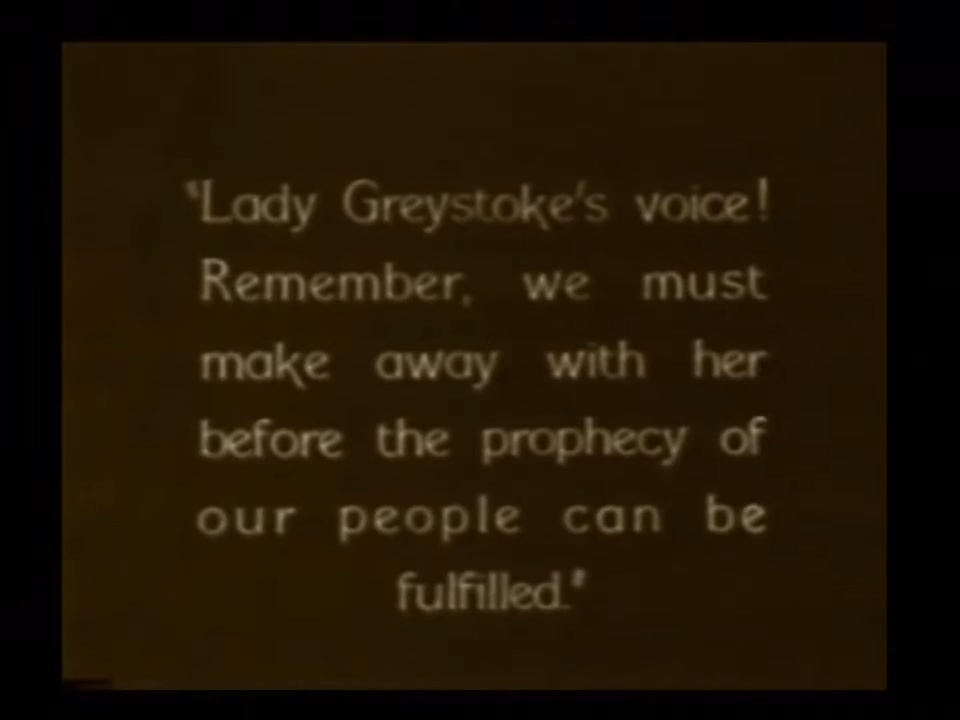 "Lady Greystoke's voice!
Remember, we must
make away with her
before the prophecy of
our people can be
fulfilled."